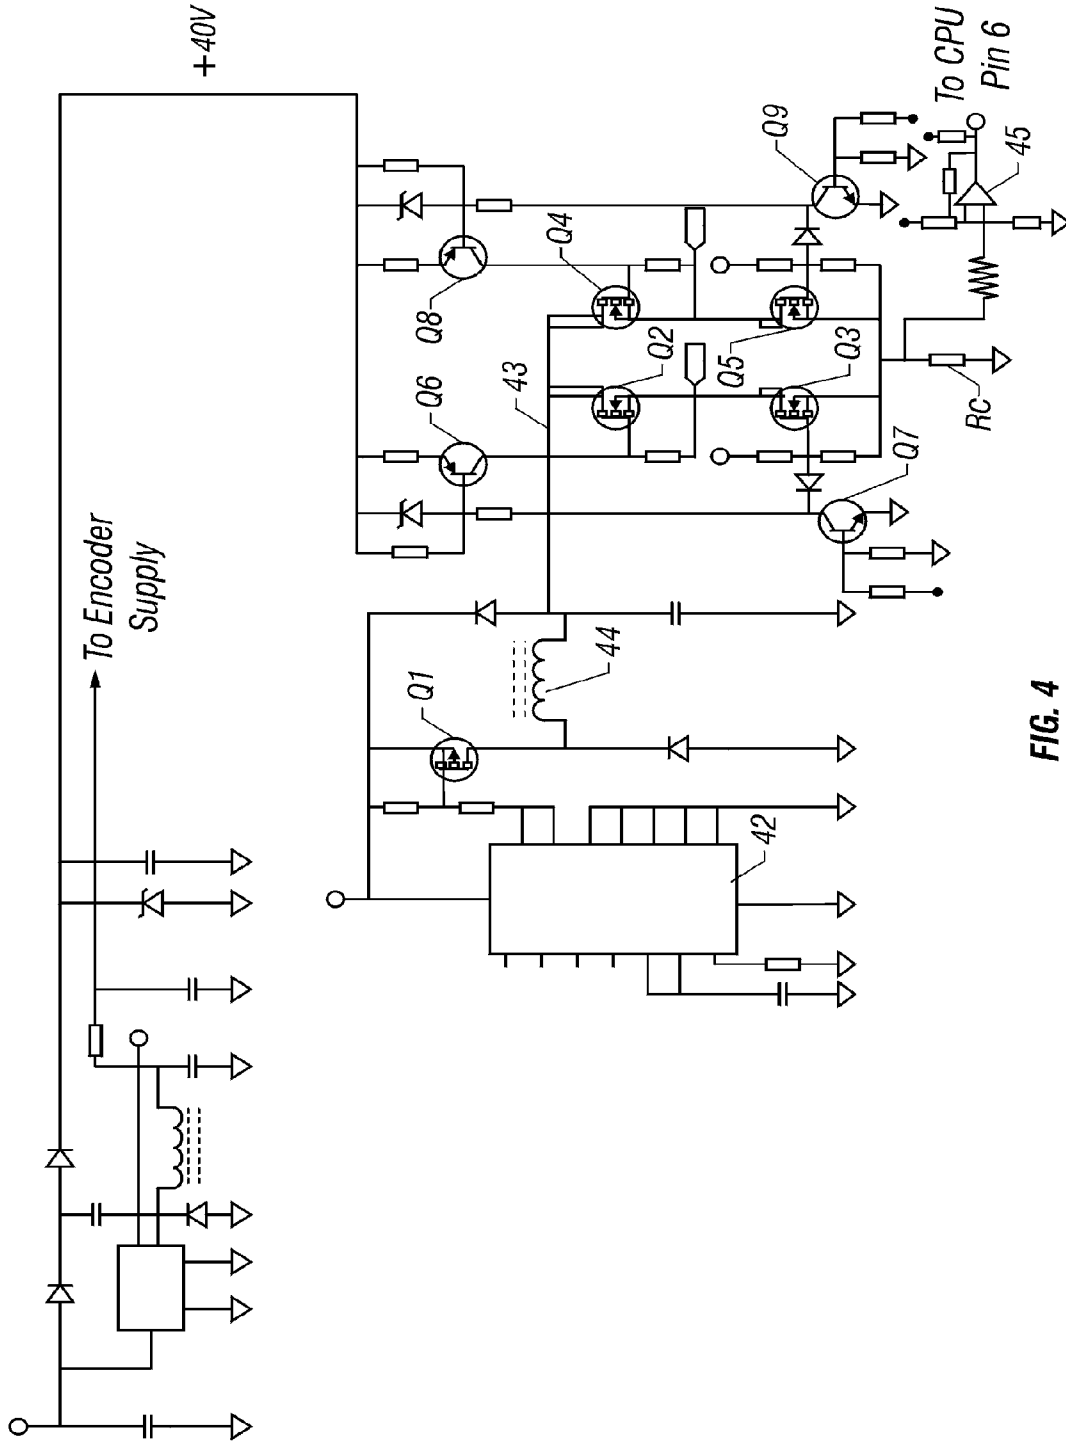 +40V
To Encoder
Supply
Q8
Q6
Q4
Q2
43
Q1
44
42
Q9
Q5
Q3
Q7
Rc
45
To CPU
Pin 6
FIG. 4